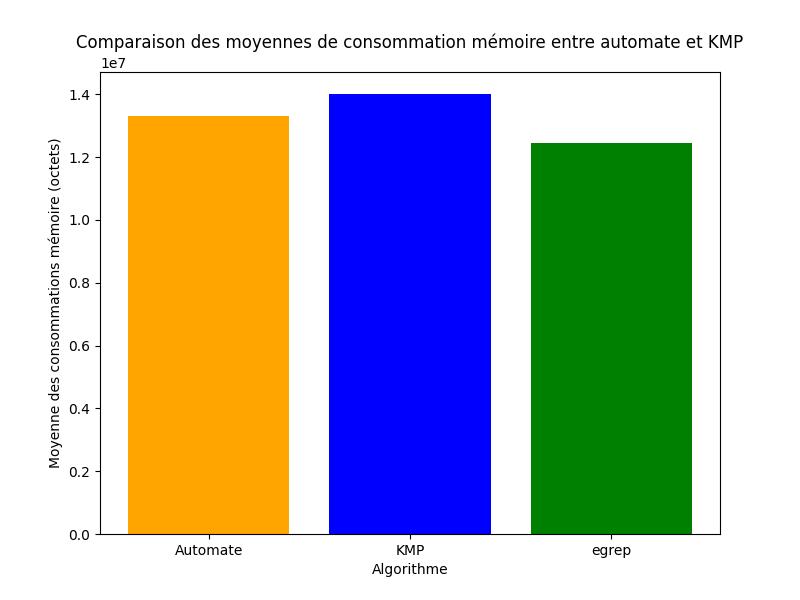 Comparaison des moyennes de consommation mémoire entre automate et KMP
1e7
1.4
1.2
1.0
0.8
0.6
0.4
0.2
0.0
Moyenne des consommations mémoire (octets)
Automate
KMP
egrep
Algorithme